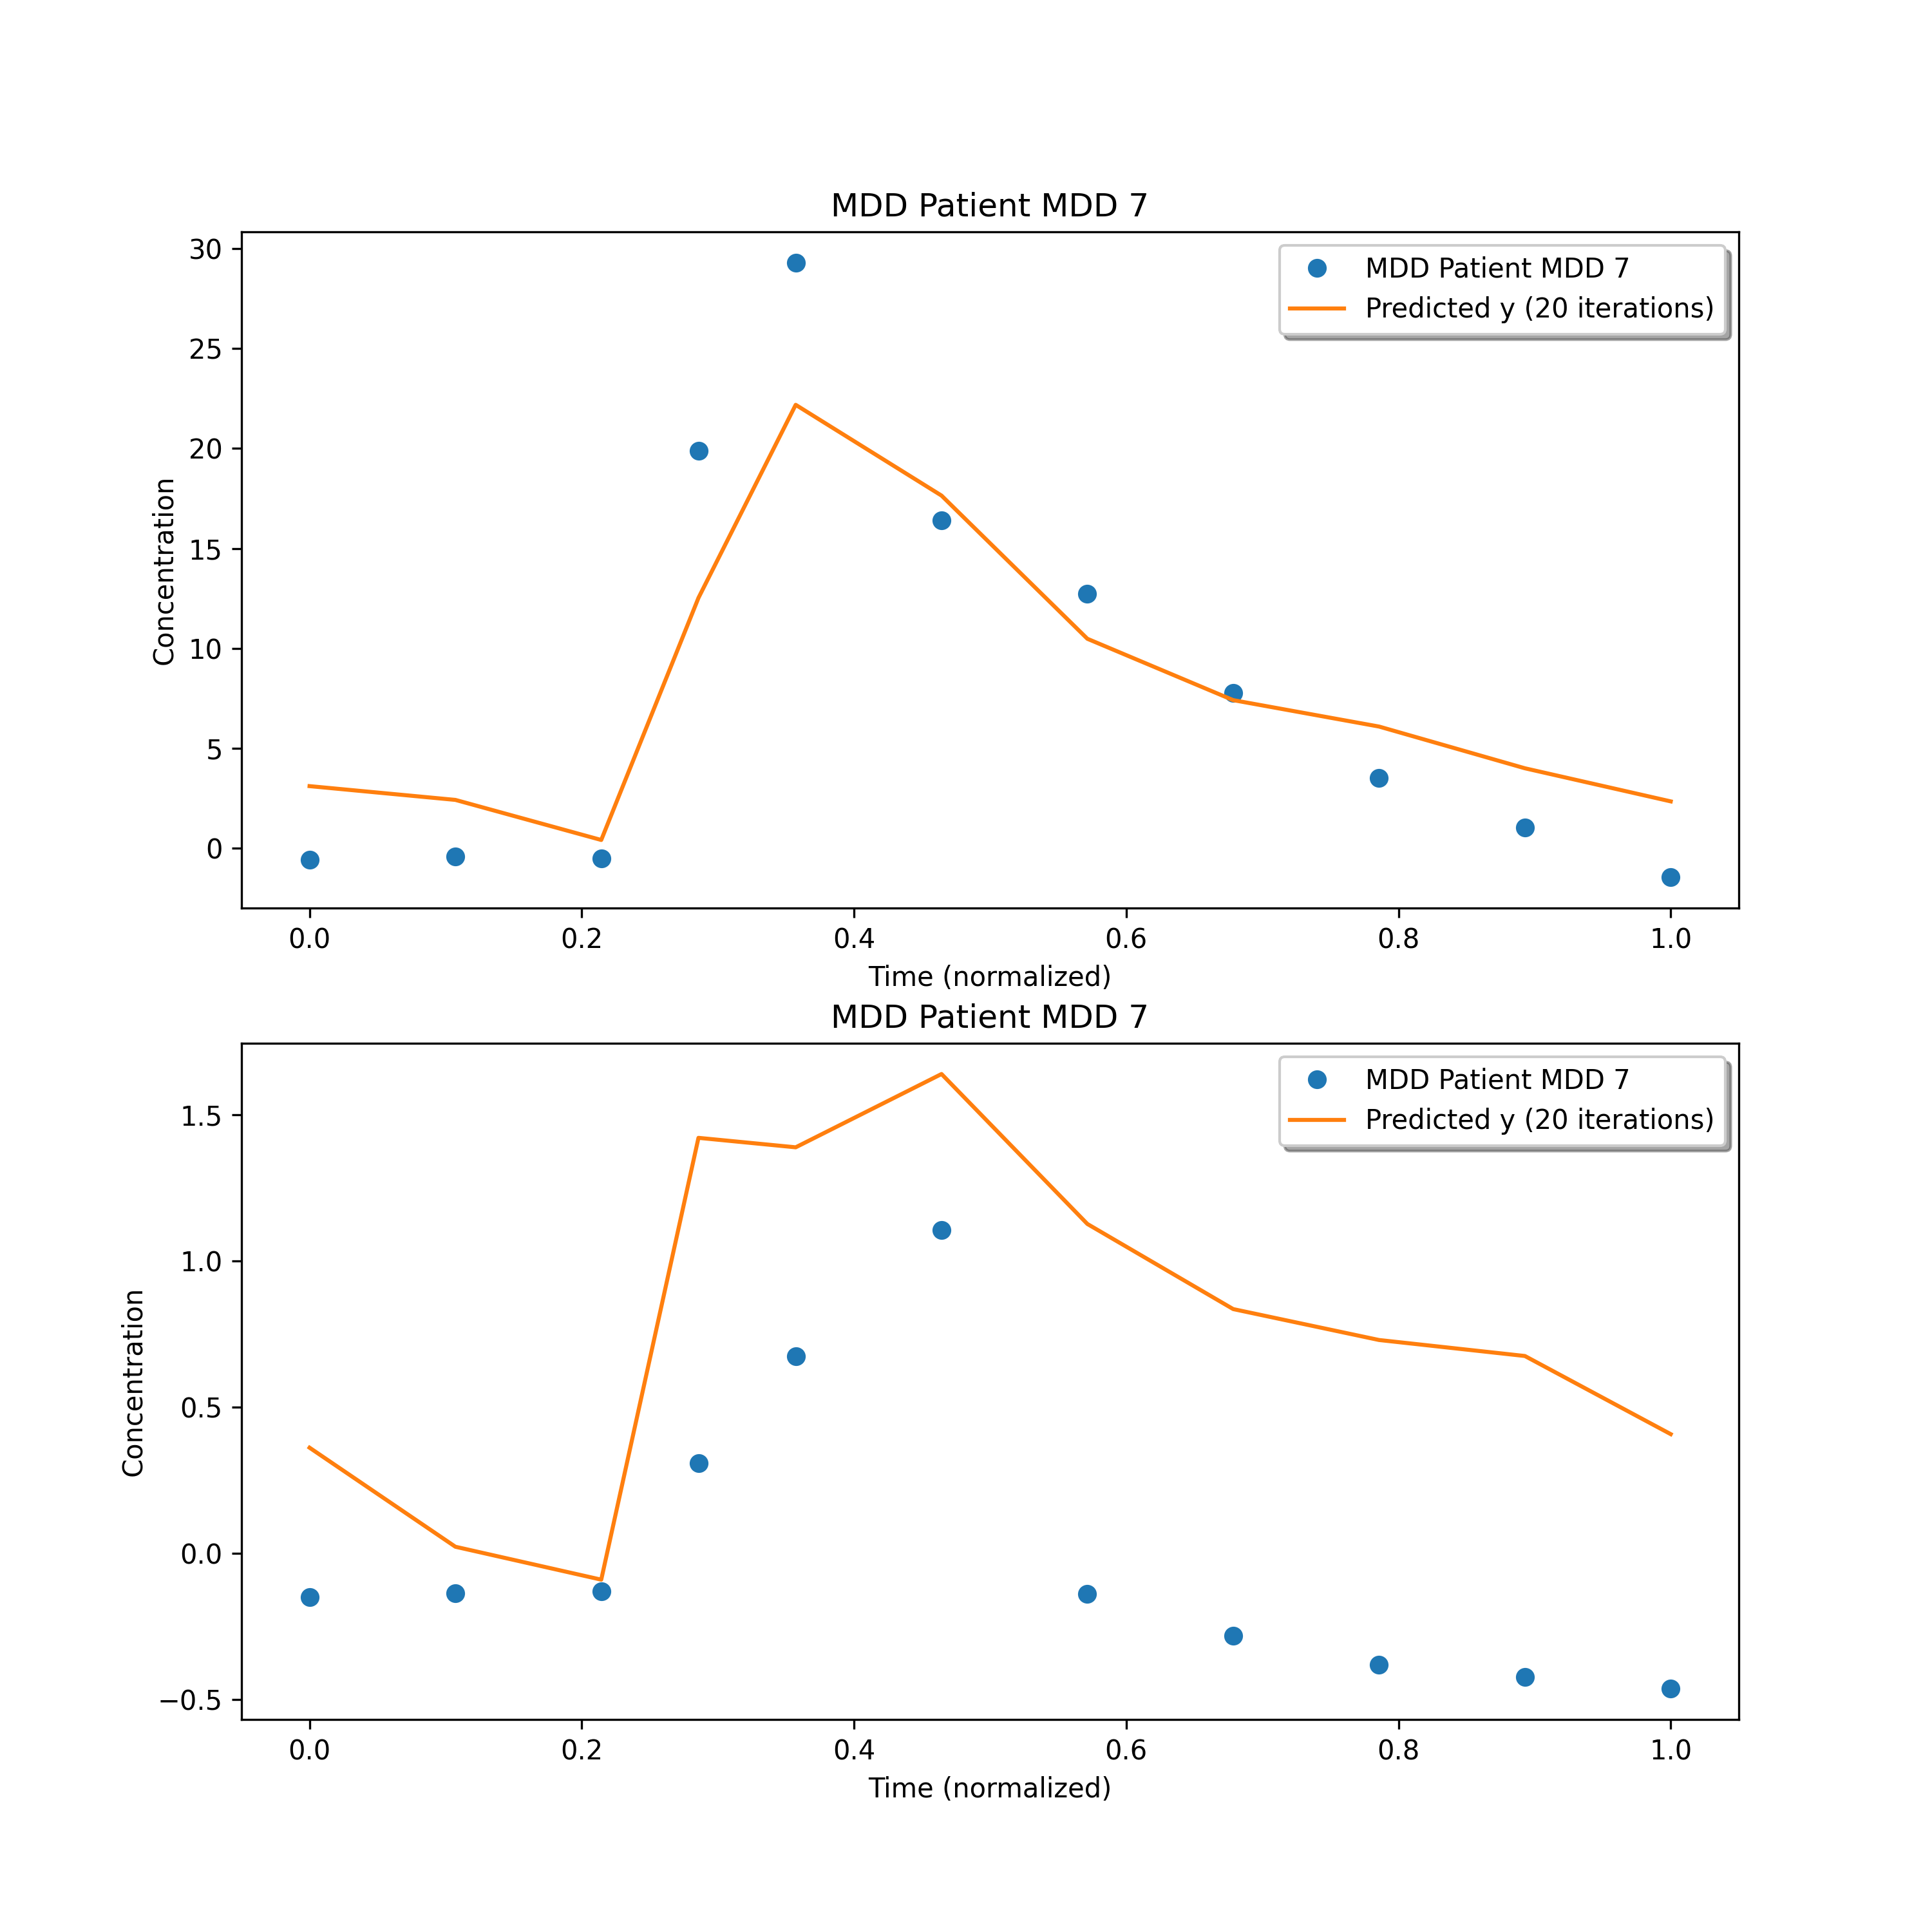 MDD Patient MDD 7
30
25
20
15
10
5
0
Concentration
MDD Patient MDD 7
Predicted y (20 iterations)
0.0 0.2 0.4 0.6 0.8 1.0
Time (normalized)
MDD Patient MDD 7
1.5
1.0
0.5
0.0
−0.5
Concentration
MDD Patient MDD 7
Predicted y (20 iterations)
0.0 0.2 0.4 0.6 0.8 1.0
Time (normalized)